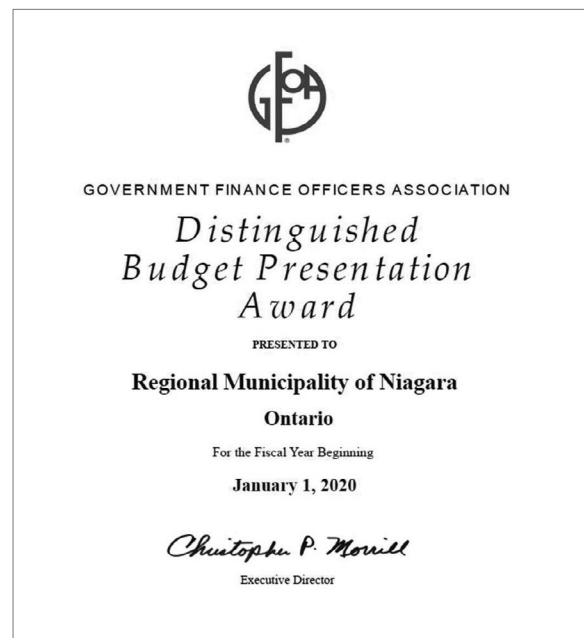 GFOA
GOVERNMENT FINANCE OFFICERS ASSOCIATION
Distinguished
Budget Presentation
Award
PRESENTED TO
Regional Municipality of Niagara
Ontario
For the Fiscal Year Beginning
January 1, 2020
Christopher P. Morrill
Executive Director